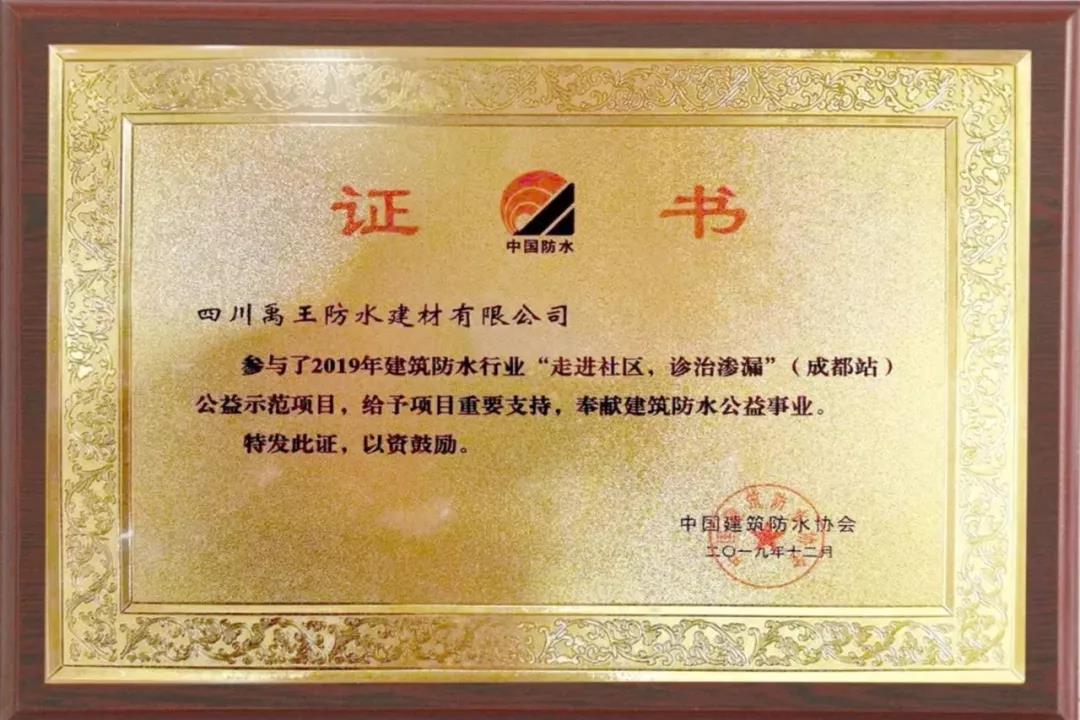 证 书
中国防水
四川禹王防水建材有限公司
参与了2019年建筑防水行业“走进社区，诊治渗漏”（成都站）
公益示范项目，给予项目重要支持，奉献建筑防水公益事业。
特发此证，以资鼓励。
中国建筑防水协会
二〇一九年十二月